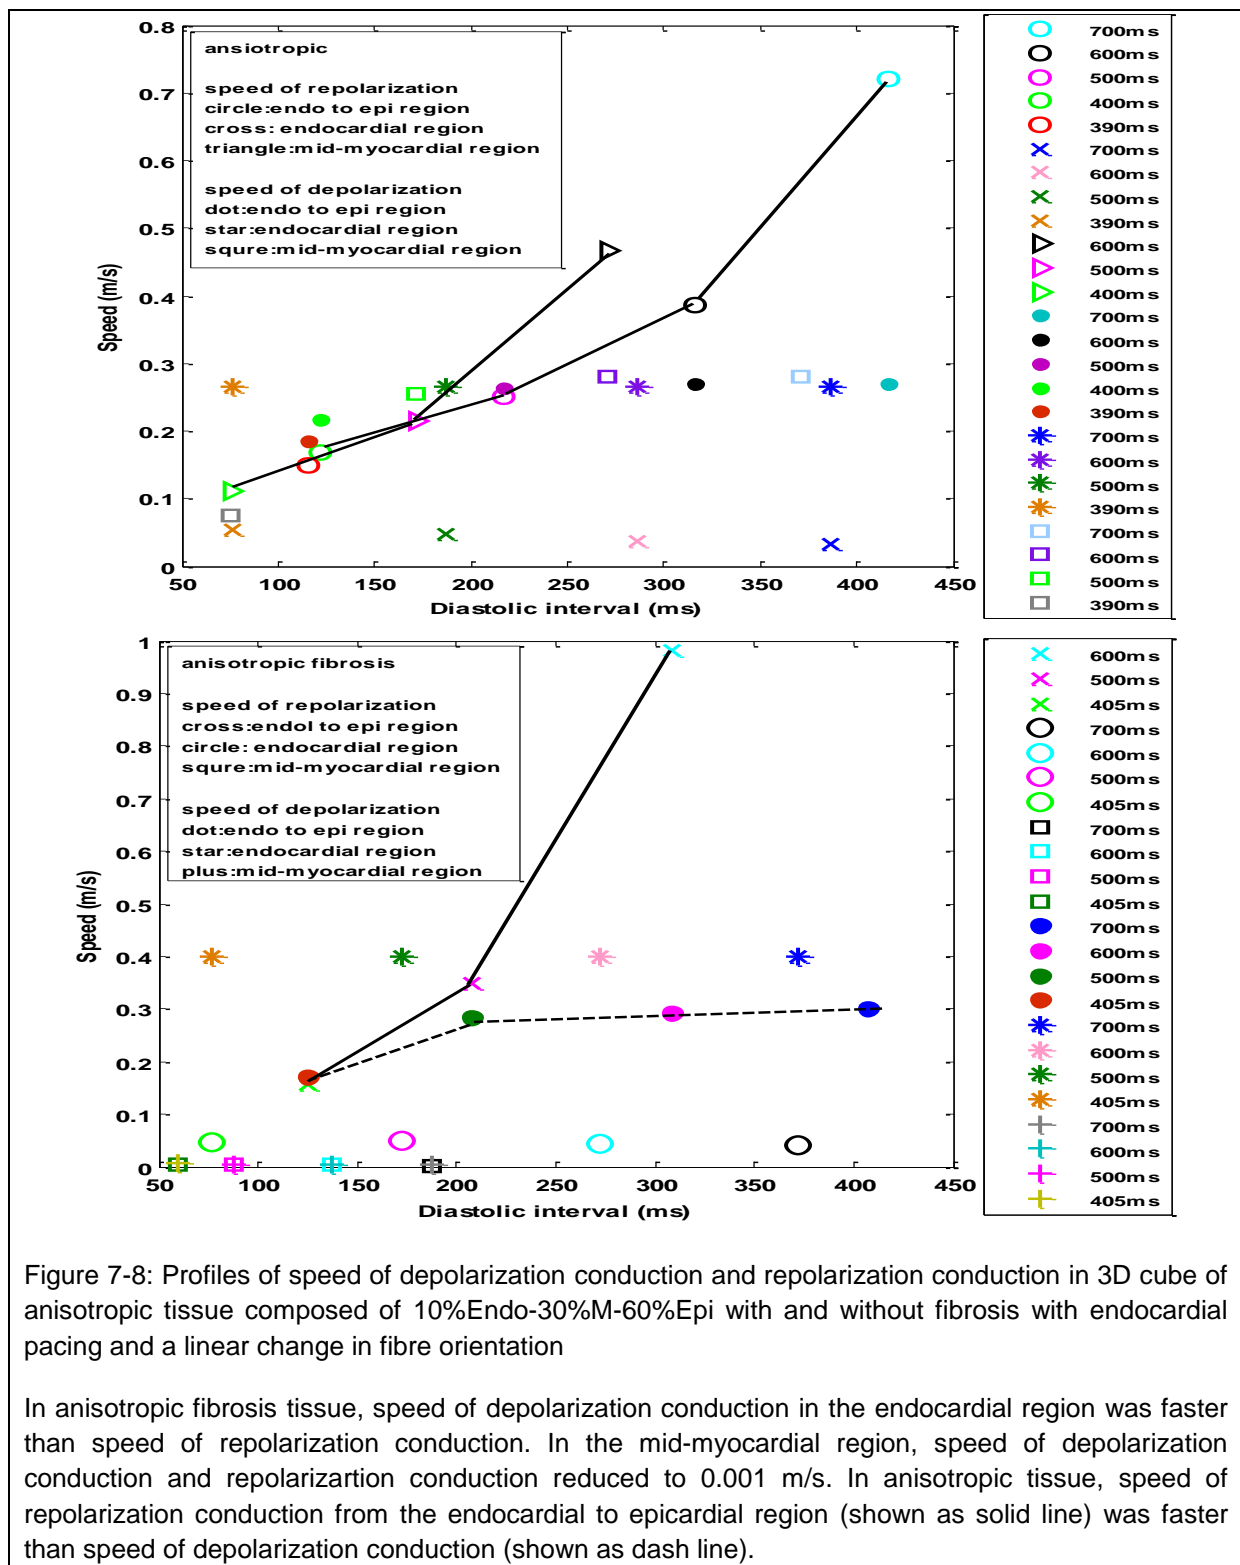 0.8
0.7
0.6
0.5
0.4
0.3
0.2
0.1
0
Speed (m/s)
ansiotropic
speed of repolarization
circle:endo to epi region
cross: endocardial region
triangle:mid-myocardial region
speed of depolarization
dot:endo to epi region
star:endocardial region
squre:mid-myocardial region
50 100 150 200 250 300 350 400 450
Diastolic interval (ms)
700ms
600ms
500ms
400ms
390ms
700ms
600ms
500ms
390ms
600ms
500ms
400ms
700ms
600ms
500ms
400ms
390ms
700ms
600ms
500ms
390ms
700ms
600ms
500ms
390ms
1
0.9
0.8
0.7
0.6
0.5
0.4
0.3
0.2
0.1
0
Speed (m/s)
anisotropic fibrosis
speed of repolarization
cross:endol to epi region
circle: endocardial region
squre:mid-myocardial region
speed of depolarization
dot:endo to epi region
star:endocardial region
plus:mid-myocardial region
50 100 150 200 250 300 350 400 450
Diastolic interval (ms)
600ms
500ms
405ms
700ms
600ms
500ms
405ms
700ms
600ms
500ms
405ms
700ms
600ms
500ms
405ms
700ms
600ms
500ms
405ms
700ms
600ms
500ms
405ms
Figure 7-8: Profiles of speed of depolarization conduction and repolarization conduction in 3D cube of
anisotropic tissue composed of 10%Endo-30%M-60%Epi with and without fibrosis with endocardial
pacing and a linear change in fibre orientation
In anisotropic fibrosis tissue, speed of depolarization conduction in the endocardial region was faster
than speed of repolarization conduction. In the mid-myocardial region, speed of depolarization
conduction and repolarizartion conduction reduced to 0.001 m/s. In anisotropic tissue, speed of
repolarization conduction from the endocardial to epicardial region (shown as solid line) was faster
than speed of depolarization conduction (shown as dash line).